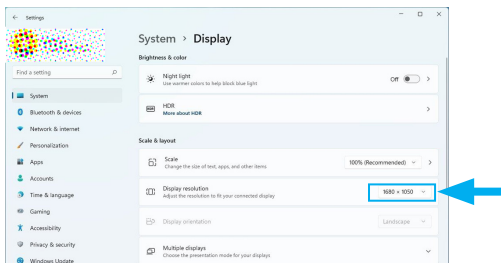 Settings
System > Display
Brightness & color
Find a setting
Night light
Use warmer colors to help block blue light
Off
System
HDR
More about HDR
Bluetooth & devices
Network & internet
Personalization
Scale & layout
Apps
Scale
Change the size of text, apps, and other items
100% (Recommended)
Accounts
Time & language
Display resolution
Adjust the resolution to fit your connected display
1680 × 1050
Gaming
Display orientation
Landscape
Accessibility
Privacy & security
Multiple displays
Choose the presentation mode for your displays
Windows Update